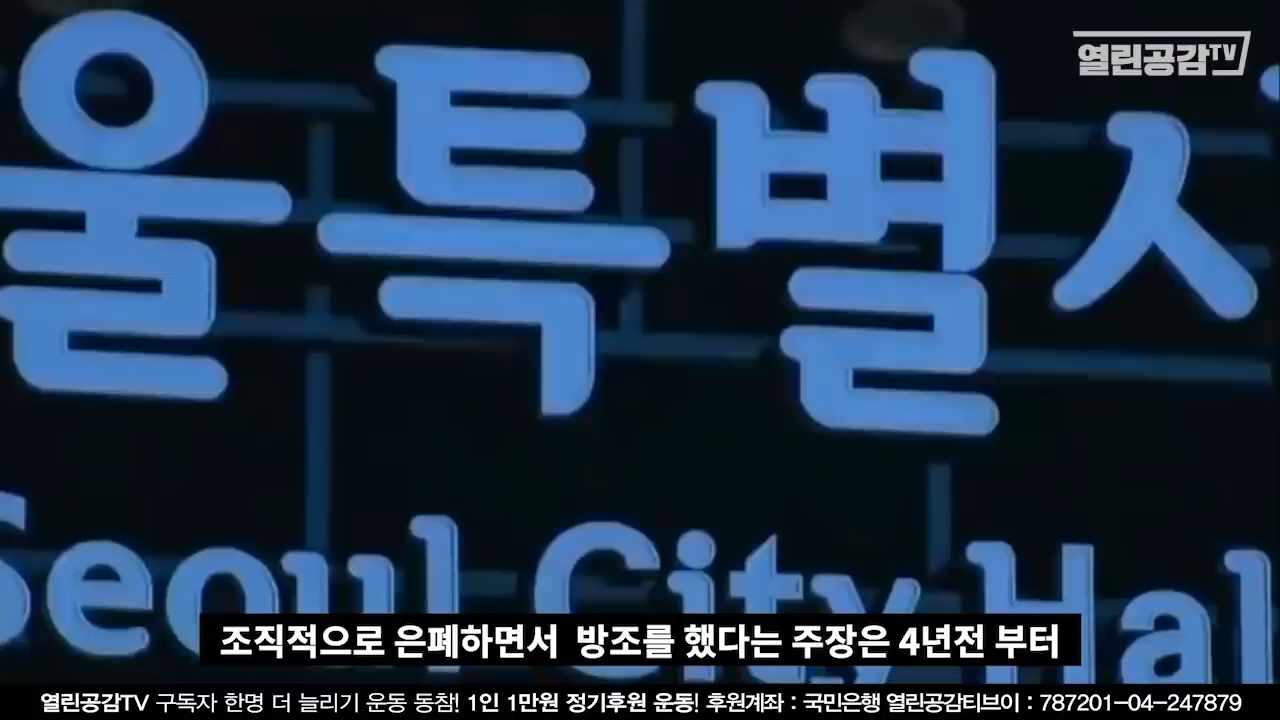 열린공감TV
울특별시
Seoul City Hal
조직적으로 은폐하면서 방조를 했다는 주장은 4년전 부터
열린공감TV 구독자 한명 더 늘리기 운동 동참! 1인 1만원 정기후원 운동! 후원계좌 : 국민은행 열린공감티브이 : 787201-04-247879